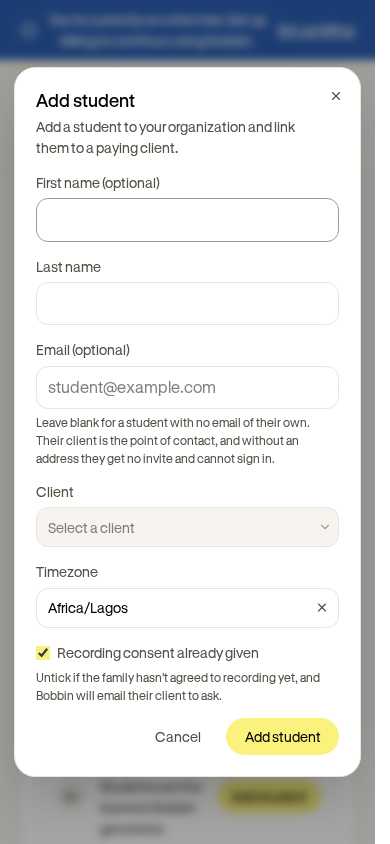 Add student
Add a student to your organization and link
them to a paying client.
First name (optional)
Last name
Email (optional)
student@example.com
Leave blank for a student with no email of their own.
Their client is the point of contact, and without an
address they get no invite and cannot sign in.
Client
Select a client
Timezone
Africa/Lagos
Recording consent already given
Untick if the family hasn't agreed to recording yet, and
Bobbin will email their client to ask.
Cancel
Add student